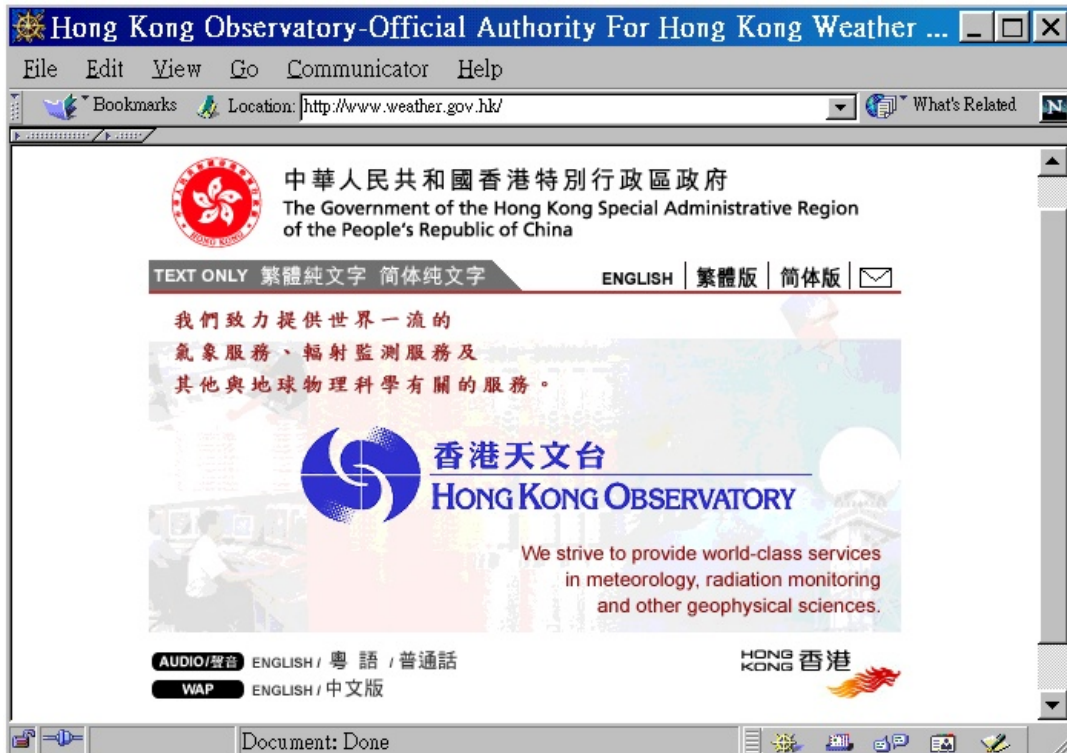 Hong Kong Observatory-Official Authority For Hong Kong Weather ...
File Edit View Go Communicator Help
Bookmarks Location: http://www.weather.gov.hk/ What's Related N
中華人民共和國香港特別行政區政府
The Government of the Hong Kong Special Administrative Region
of the People's Republic of China
HONG KONG
TEXT ONLY 繁體純文字 简体纯文字 ENGLISH 繁體版 简体版
我們致力提供世界一流的
氣象服務、輻射監測服務及
其他與地球物理科學有關的服務。
香港天文台
HONG KONG OBSERVATORY
We strive to provide world-class services
in meteorology, radiation monitoring
and other geophysical sciences.
AUDIO/聲音 ENGLISH / 粵語 / 普通話
WAP ENGLISH / 中文版
HONG KONG 香港
Document: Done